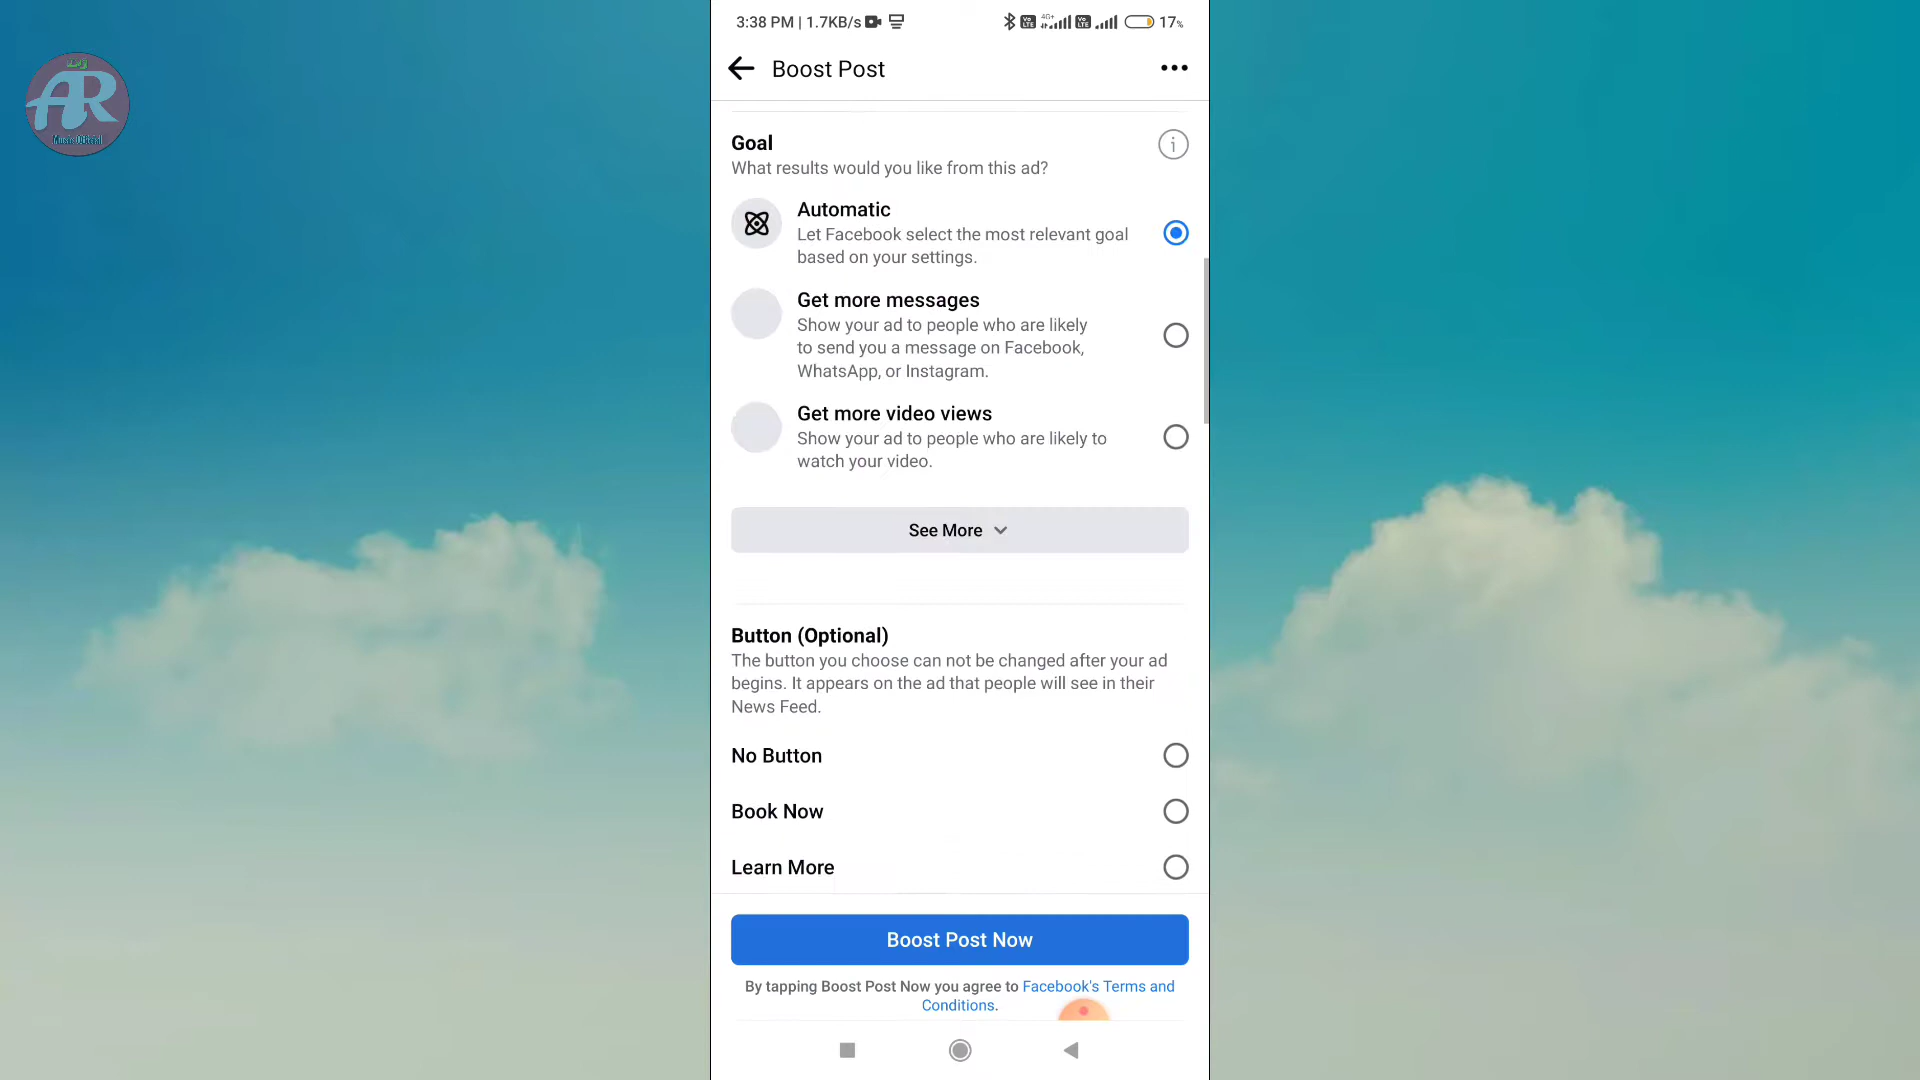 3:38 PM | 1.7KB/s
4G+
Vo LTE
Vo LTE
17%
AR
Boost Post
Goal
What results would you like from this ad?
Automatic
Let Facebook select the most relevant goal
based on your settings.
Get more messages
Show your ad to people who are likely
to send you a message on Facebook,
WhatsApp, or Instagram.
Get more video views
Show your ad to people who are likely to
watch your video.
See More
Button (Optional)
The button you choose can not be changed after your ad
begins. It appears on the ad that people will see in their
News Feed.
No Button
Book Now
Learn More
Boost Post Now
By tapping Boost Post Now you agree to Facebook's Terms and
Conditions.